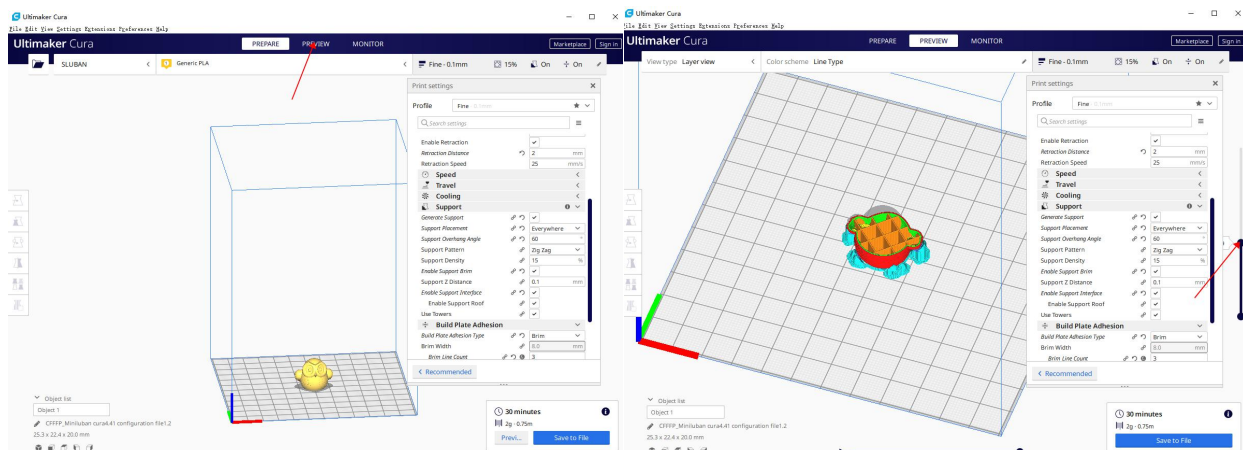 Ultimaker Cura
File Edit View Settings Extensions Preferences Help
Ultimaker Cura
PREPARE PREVIEW MONITOR
Marketplace Sign in
SLUBAN
Generic PLA
Fine - 0.1mm 15% On On
Print settings
Profile Fine - 0.1mm
Search settings
Enable Retraction
Retraction Distance 2 mm
Retraction Speed 25 mm/s
Speed
Travel
Cooling
Support
Generate Support
Support Placement Everywhere
Support Overhang Angle 60 °
Support Pattern Zig Zag
Support Density 15 %
Enable Support Brim
Support Z Distance 0.1 mm
Enable Support Interface
Enable Support Roof
Use Towers
Build Plate Adhesion
Build Plate Adhesion Type Brim
Brim Width 8.0 mm
Brim Line Count 3
Recommended
Object list
Object 1
CFFFP_Miniluban cura4.41 configuration file1.2
25.3 x 22.4 x 20.0 mm
30 minutes
2g · 0.75m
Previ... Save to File
Ultimaker Cura
File Edit View Settings Extensions Preferences Help
Ultimaker Cura
PREPARE PREVIEW MONITOR
Marketplace Sign in
View type Layer view
Color scheme Line Type
Fine - 0.1mm 15% On On
Print settings
Profile Fine - 0.1mm
Search settings
Enable Retraction
Retraction Distance 2 mm
Retraction Speed 25 mm/s
Speed
Travel
Cooling
Support
Generate Support
Support Placement Everywhere
Support Overhang Angle 60 °
Support Pattern Zig Zag
Support Density 15 %
Enable Support Brim
Support Z Distance 0.1 mm
Enable Support Interface
Enable Support Roof
Use Towers
Build Plate Adhesion
Build Plate Adhesion Type Brim
Brim Width 8.0 mm
Brim Line Count 3
Recommended
Object list
Object 1
CFFFP_Miniluban cura4.41 configuration file1.2
25.3 x 22.4 x 20.0 mm
30 minutes
2g · 0.75m
Save to File